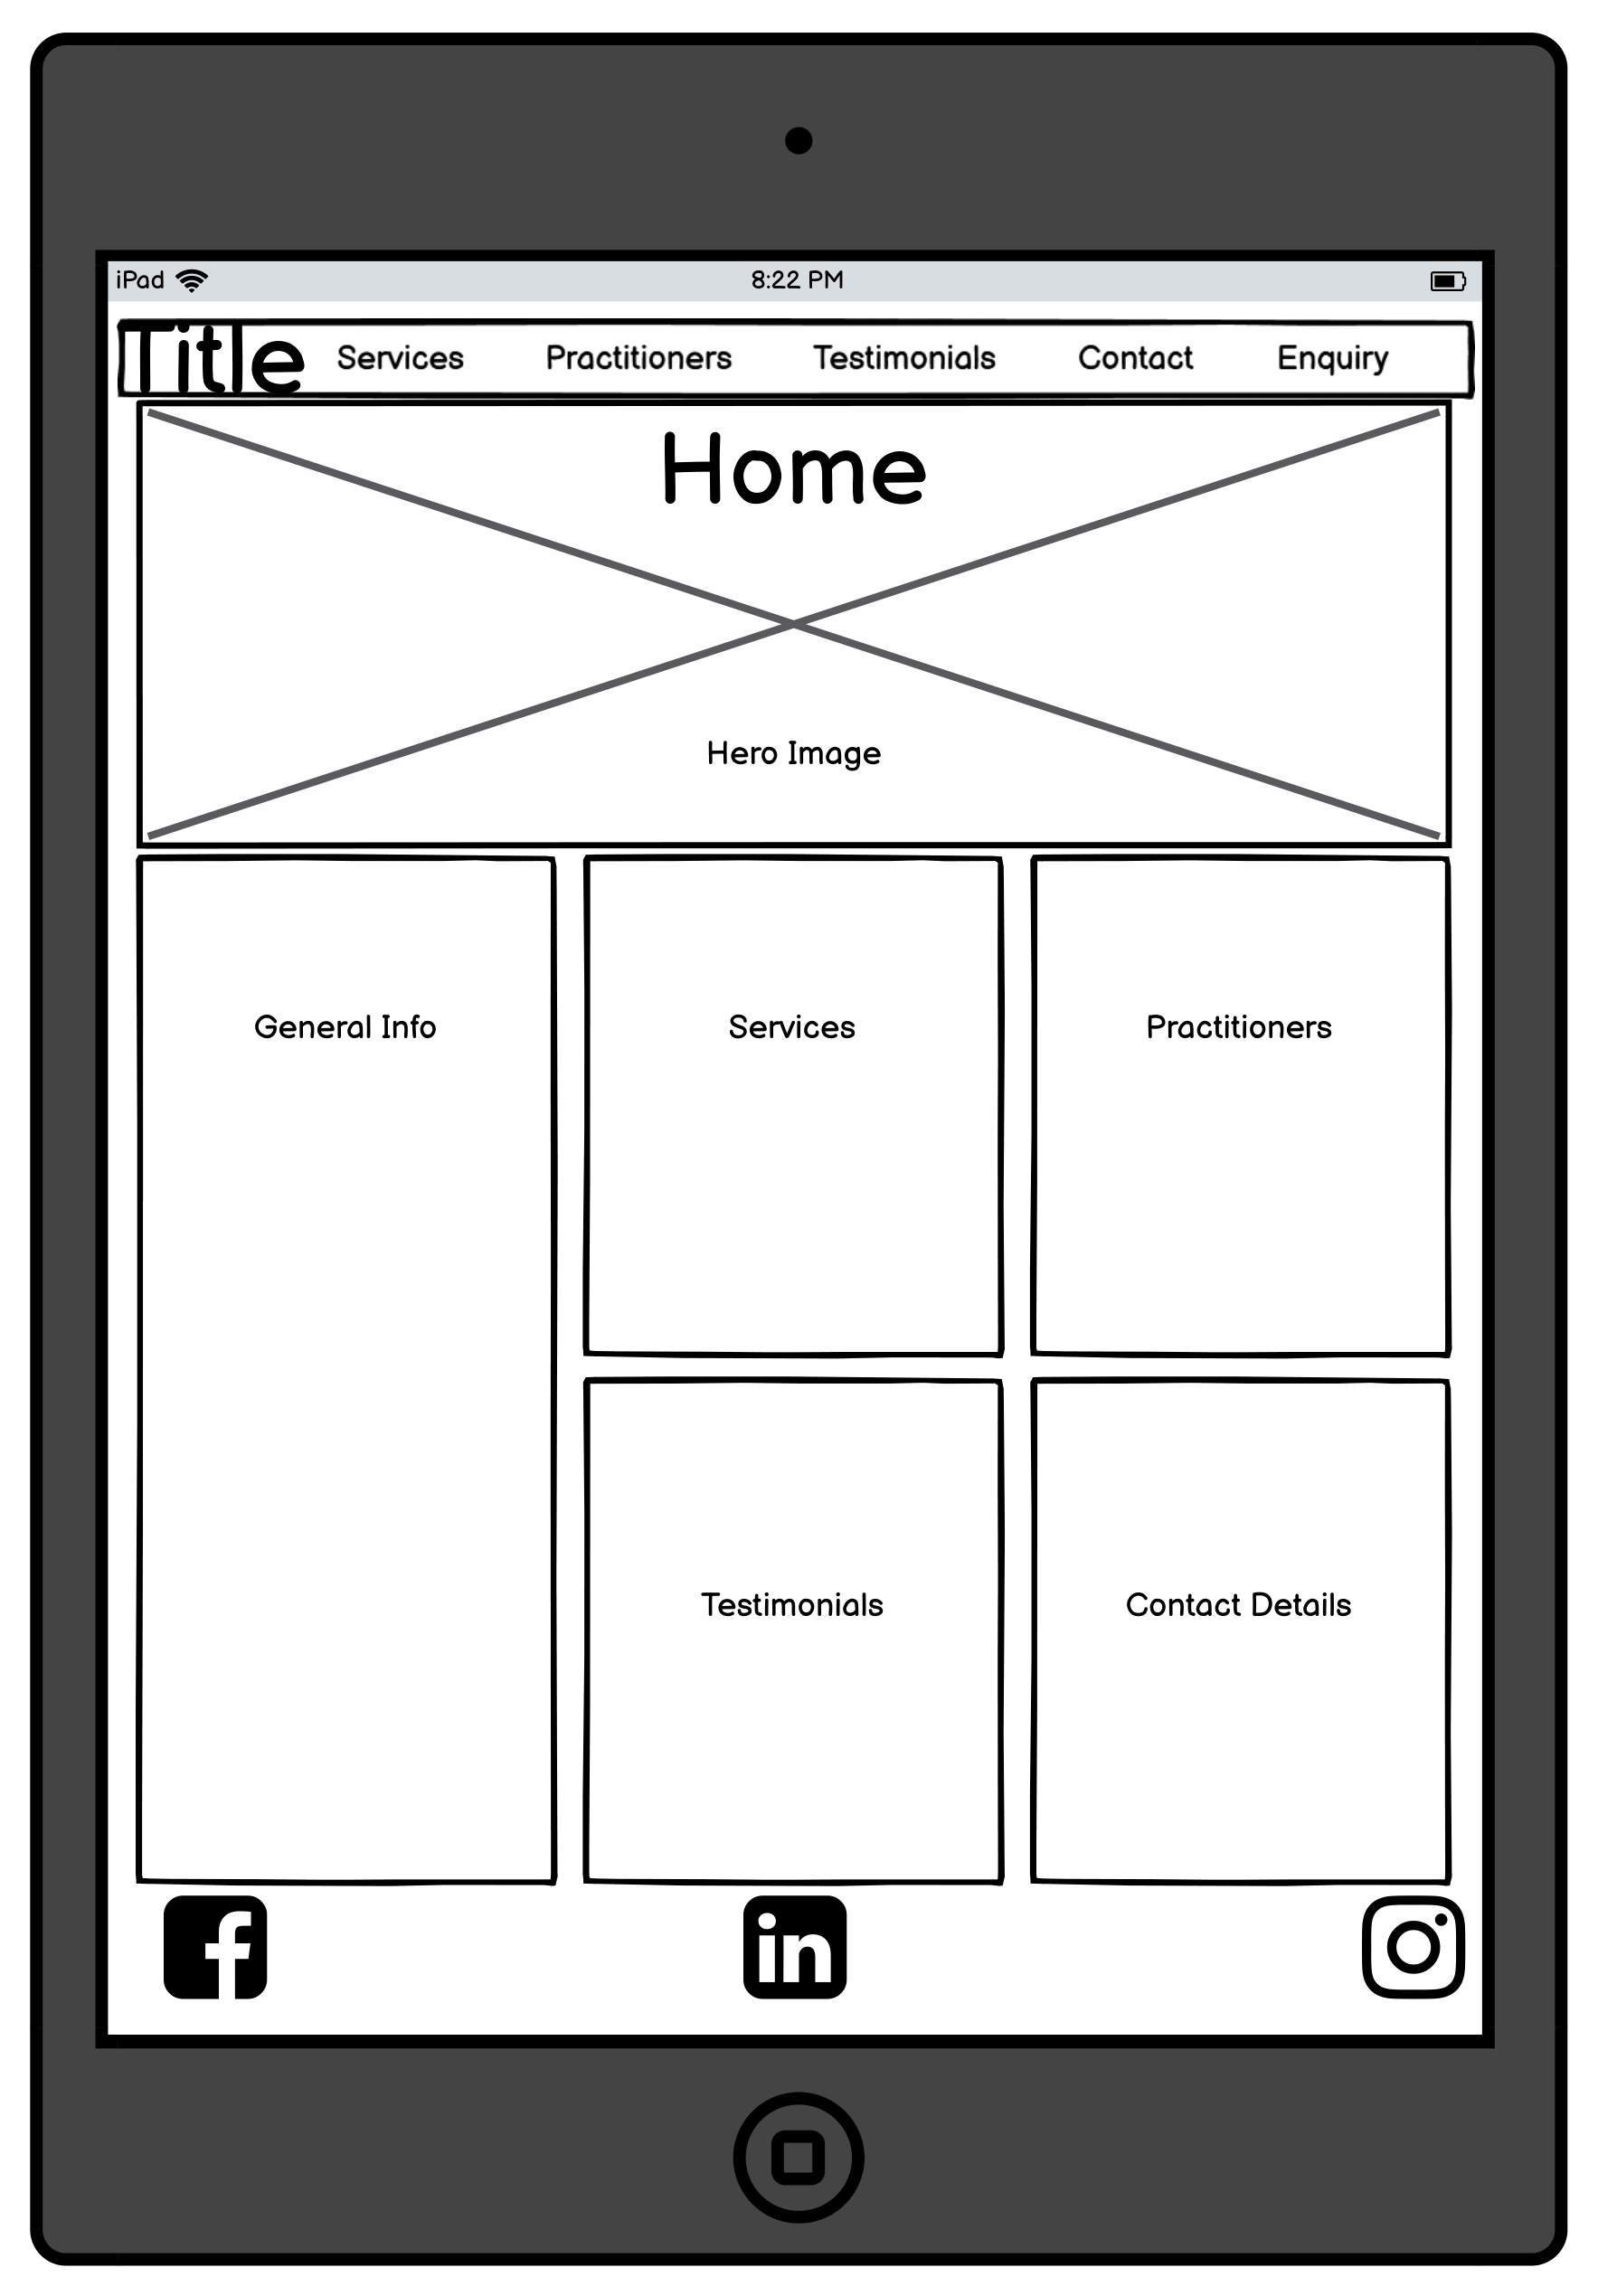 iPad 8:22 PM
Title Services Practitioners Testimonials Contact Enquiry
Home
Hero Image
General Info Services Practitioners
Testimonials Contact Details
f in